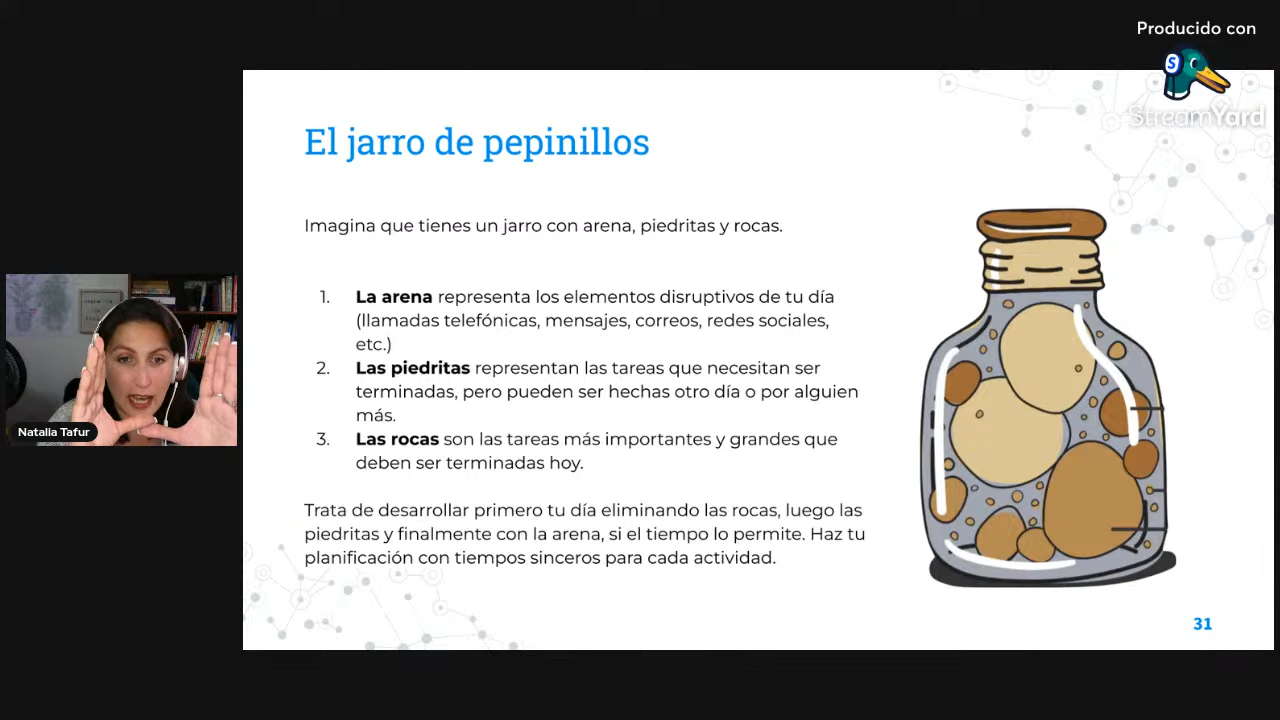 Producido con
StreamYard
El jarro de pepinillos
Imagina que tienes un jarro con arena, piedritas y rocas.
1. La arena representa los elementos disruptivos de tu día
(llamadas telefónicas, mensajes, correos, redes sociales,
etc.)
2. Las piedritas representan las tareas que necesitan ser
terminadas, pero pueden ser hechas otro día o por alguien
más.
3. Las rocas son las tareas más importantes y grandes que
deben ser terminadas hoy.
Trata de desarrollar primero tu día eliminando las rocas, luego las
piedritas y finalmente con la arena, si el tiempo lo permite. Haz tu
planificación con tiempos sinceros para cada actividad.
Natalia Tafur
31